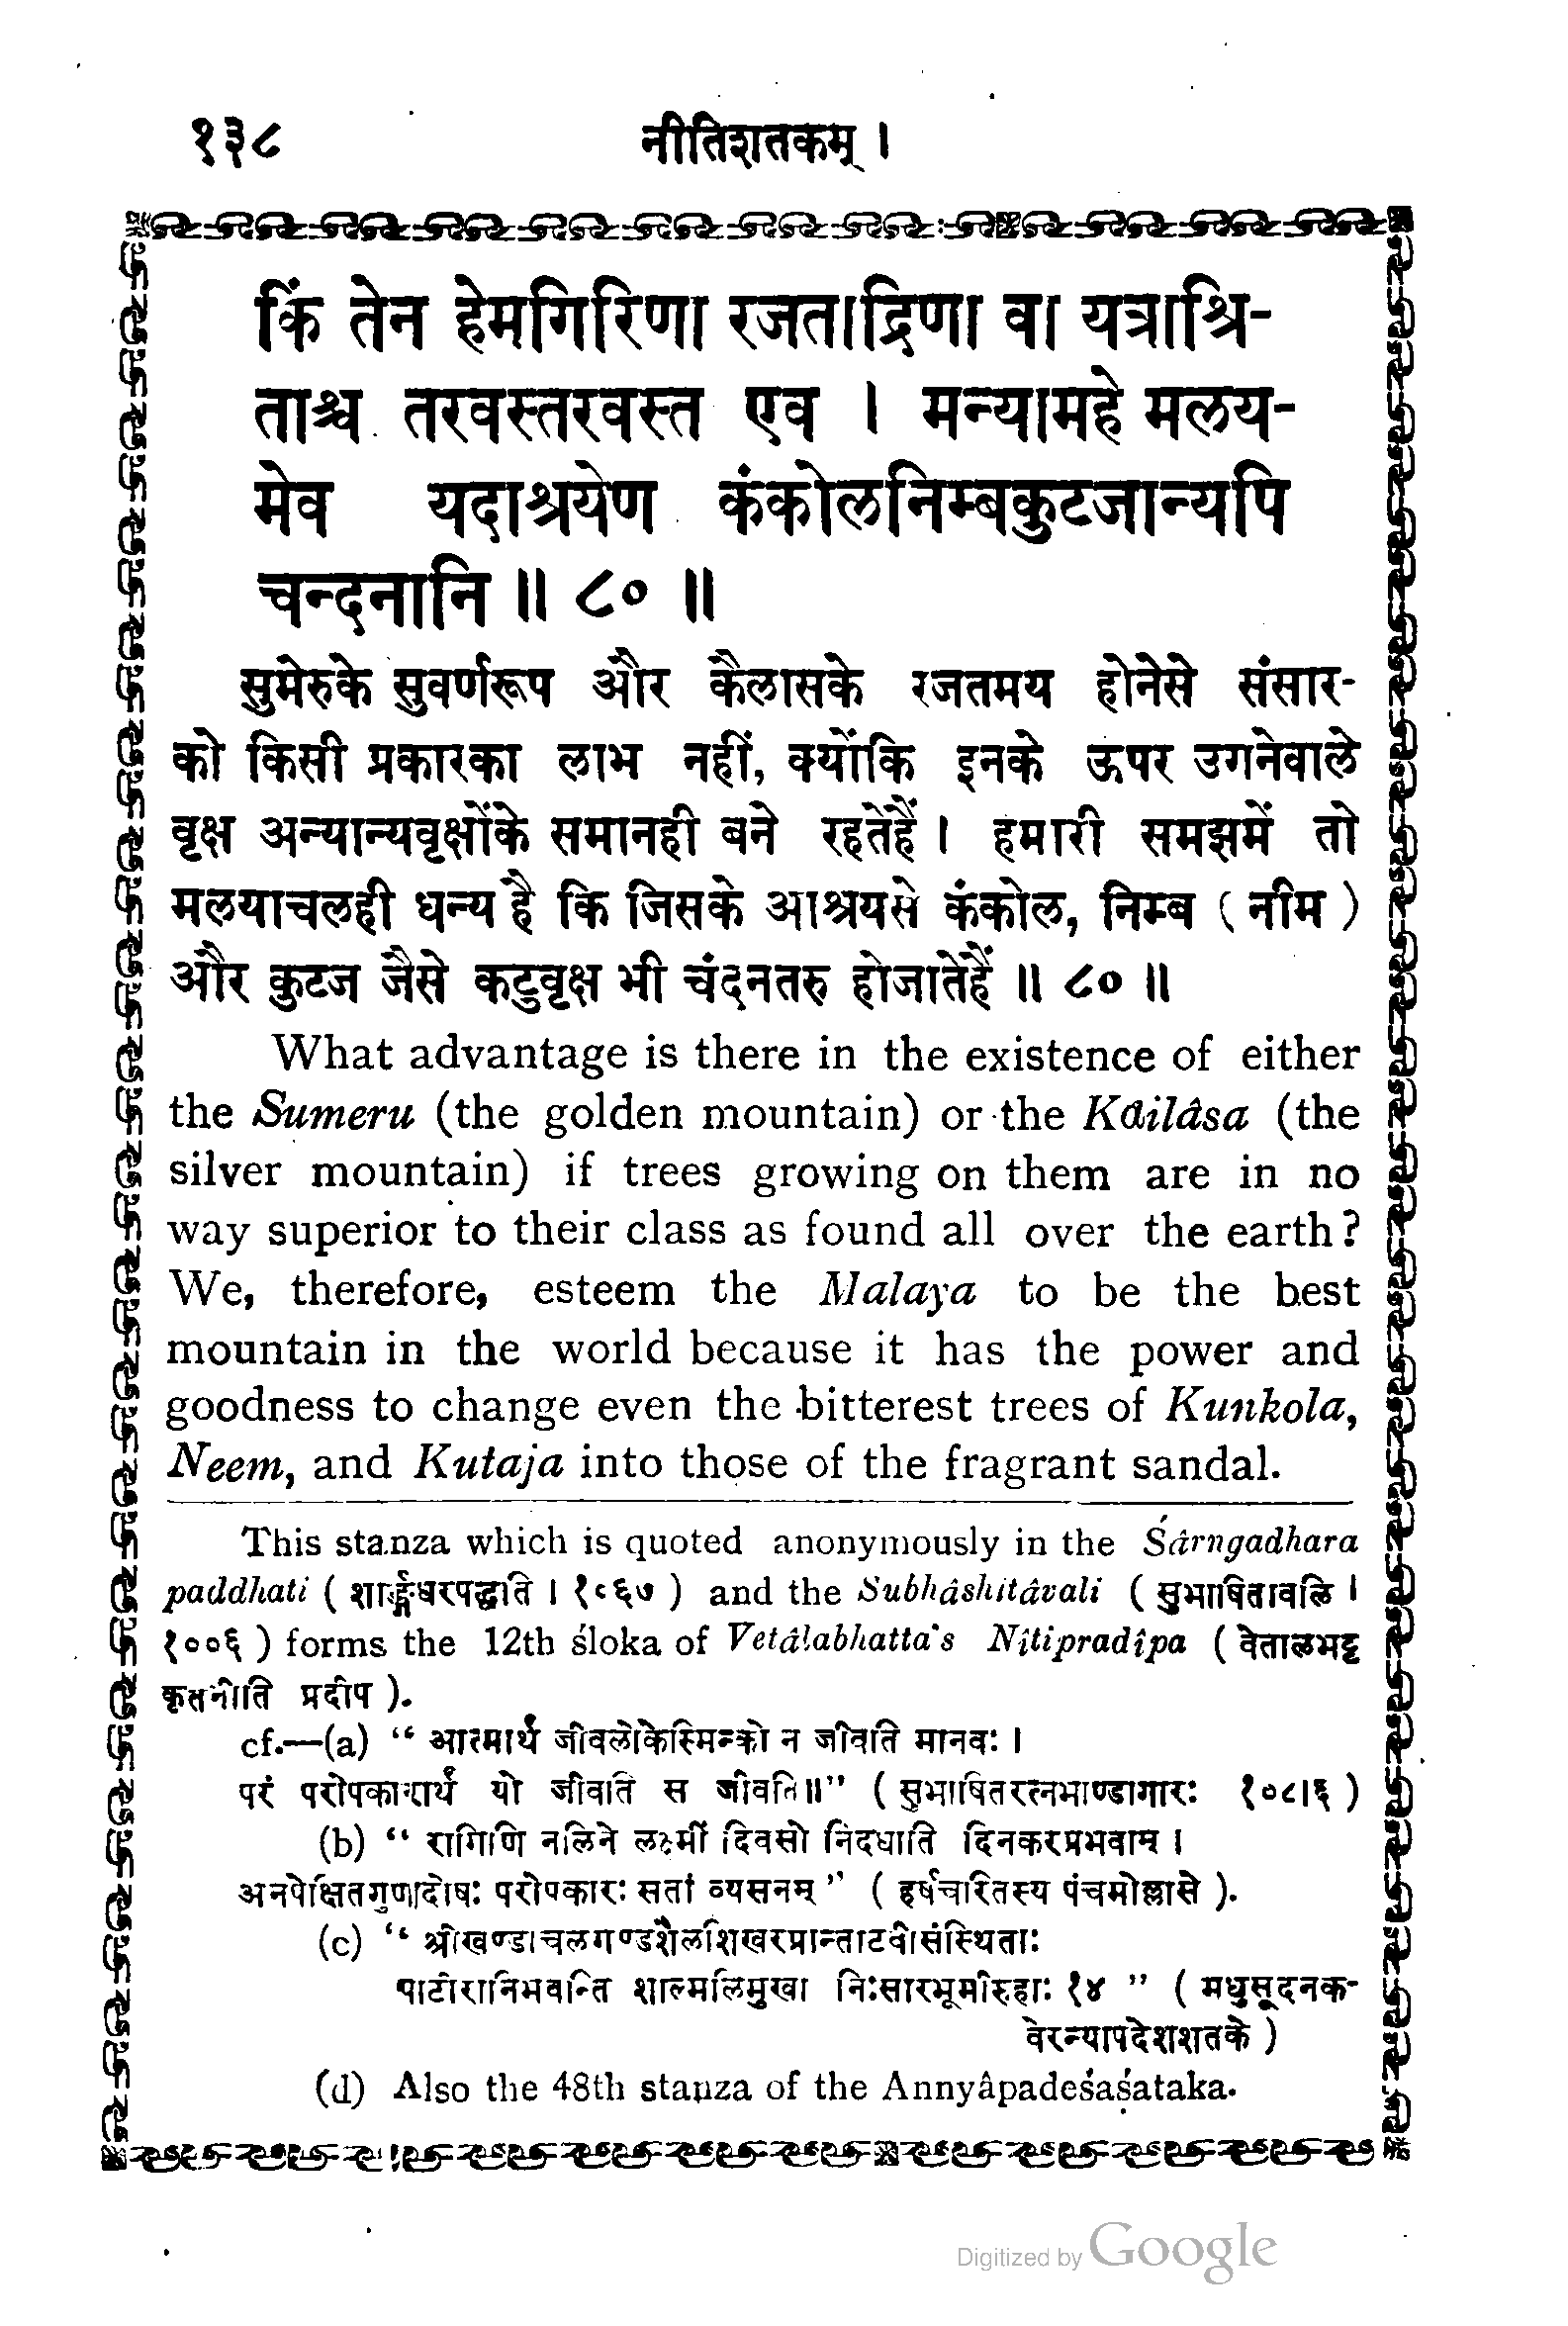 १३८ नीतिशतकम् ।
किं तेन हेमगिरिणा रजताद्रिणा वा यत्राश्रि-
ताश्च तरवस्तरवस्त एव । मन्यामहे मलय-
मेव यदाश्रयेण कंकोलनिम्बकुटजान्यपि
चन्दनानि ॥ ८० ॥
सुमेरुके सुवर्णरूप और कैलासके रजतमय होनेसे संसार-
को किसी प्रकारका लाभ नहीं, क्योंकि इनके ऊपर उगनेवाले
वृक्ष अन्यान्यवृक्षोंके समानही बने रहतेहैं । हमारी समझमें तो
मलयाचलही धन्य है कि जिसके आश्रयसे कंकोल, निम्ब ( नीम )
और कुटज जैसे कटुवृक्ष भी चंदनतरु होजातेहैं ॥ ८० ॥
What advantage is there in the existence of either
the Sumeru (the golden mountain) or the Kailâsa (the
silver mountain) if trees growing on them are in no
way superior to their class as found all over the earth?
We, therefore, esteem the Malaya to be the best
mountain in the world because it has the power and
goodness to change even the bitterest trees of Kunkola,
Neem, and Kutaja into those of the fragrant sandal.
This stanza which is quoted anonymously in the Śârngadhara
paddhati ( शार्ङ्गधरपद्धति । १०६७ ) and the Subhâshitâvali ( सुभाषितावलि ।
१००६ ) forms the 12th śloka of Vetâlabhatta's Nîtipradîpa ( वेतालभट्ट
कृतनीति प्रदीप ).
cf.—(a) “ आत्मार्थं जीवलोकेस्मिन्को न जीवति मानवः ।
परं परोपकारार्थं यो जीवति स जीवति॥” ( सुभाषितरत्नभाण्डागारः १०८।६ )
(b) “ रागिणि नलिने लक्ष्मीं दिवसो निदधाति दिनकरप्रभवाम् ।
अनपेक्षितगुणदोषः परोपकारः सतां व्यसनम् ” ( हर्षचरितस्य पंचमोल्लासे ).
(c) “ श्रीखण्डाचलगण्डशैलशिखरप्रान्ताटवीसंस्थिताः
पाटीरानिभवन्ति शाल्मलिमुखा निःसारभूमीरुहाः १४ ” ( मधुसूदनक-
वेरन्यापदेशशतके )
(d) Also the 48th stanza of the Annyâpadeśaśataka.
Digitized by Google